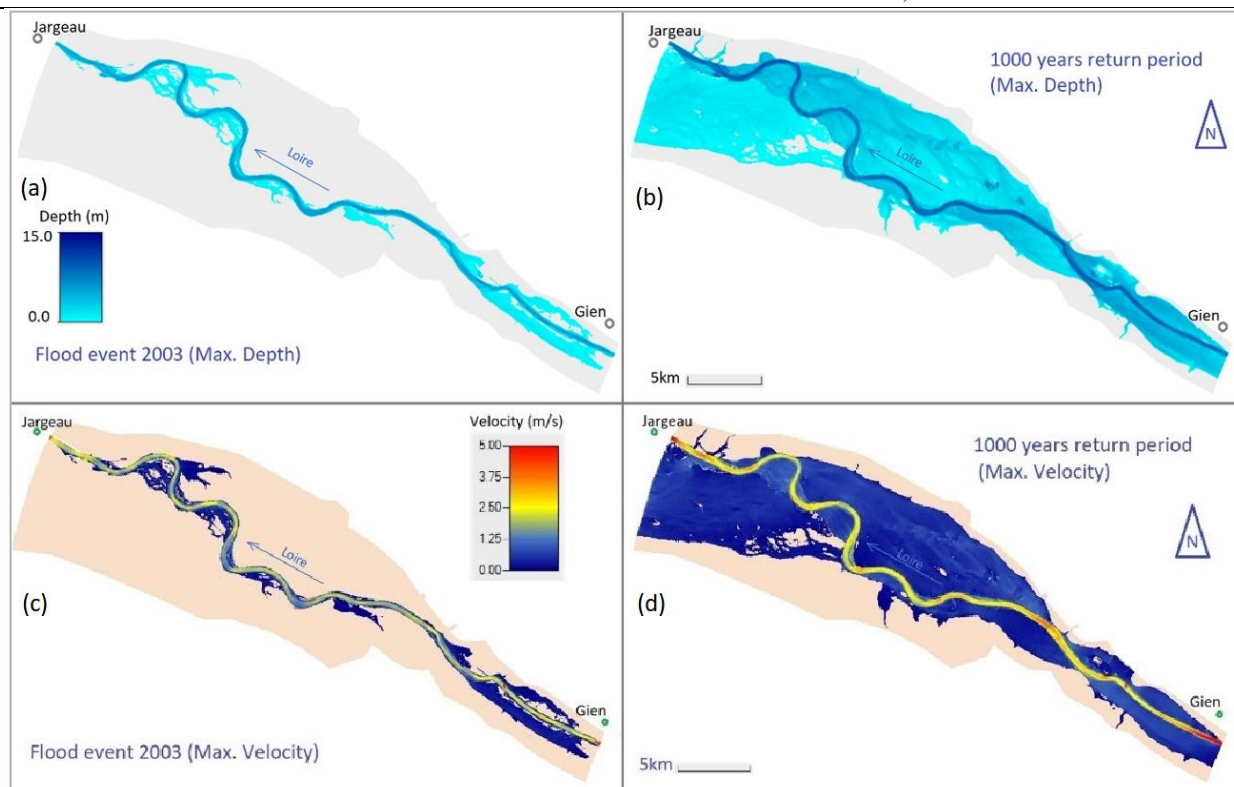 Jargeau
Loire
(a)
Depth (m)
15.0
0.0
Gien
Flood event 2003 (Max. Depth)
Jargeau
1000 years return period
(Max. Depth)
N
Loire
(b)
Gien
5km
Jargeau
Velocity (m/s)
5.00
3.75
2.50
1.25
0.00
Loire
(c)
Gien
Flood event 2003 (Max. Velocity)
Jargeau
1000 years return period
(Max. Velocity)
N
Loire
(d)
Gien
5km